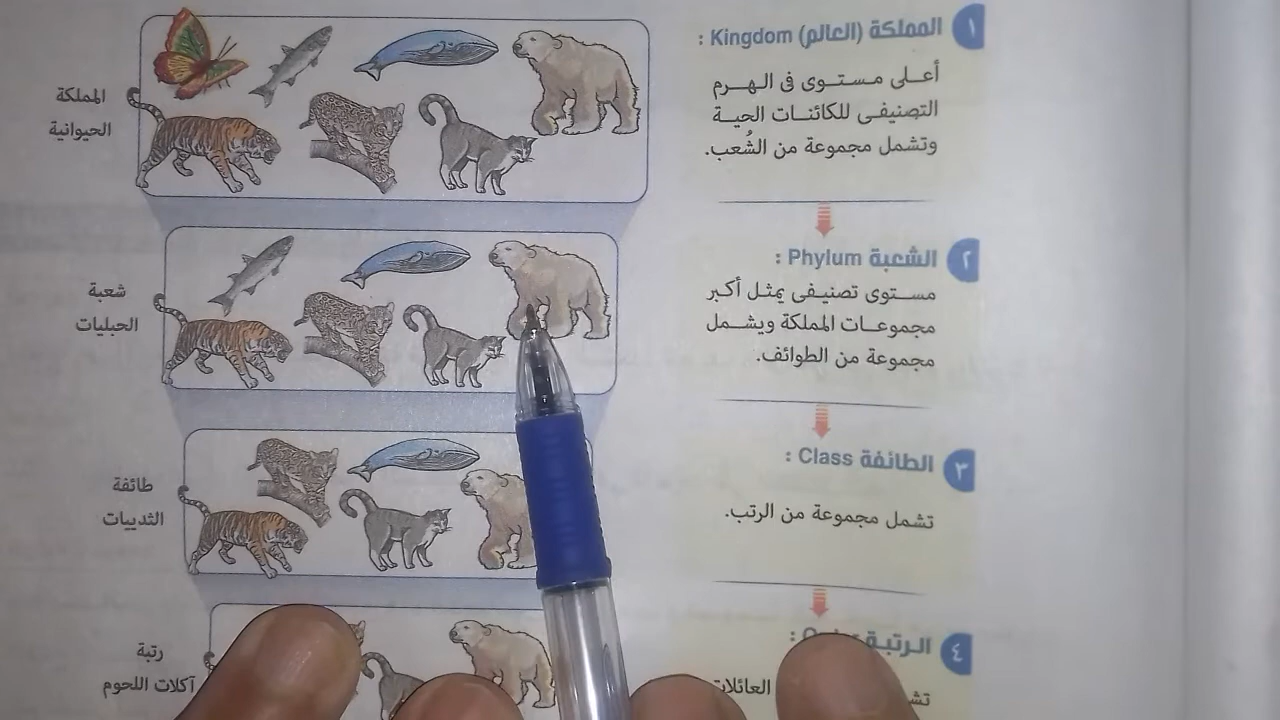 ١ المملكة (العالم) Kingdom :
أعلى مستوى فى الهرم
التصنيفى للكائنات الحية
وتشمل مجموعة من الشُعب.
المملكة
الحيوانية
٢ الشعبة Phylum :
مستوى تصنيفى يمثل أكبر
مجموعات المملكة ويشمل
مجموعة من الطوائف.
شعبة
الحبليات
٣ الطائفة Class :
تشمل مجموعة من الرتب.
طائفة
الثدييات
٤ الرتبة
العائلات
رتبة
آكلات اللحوم